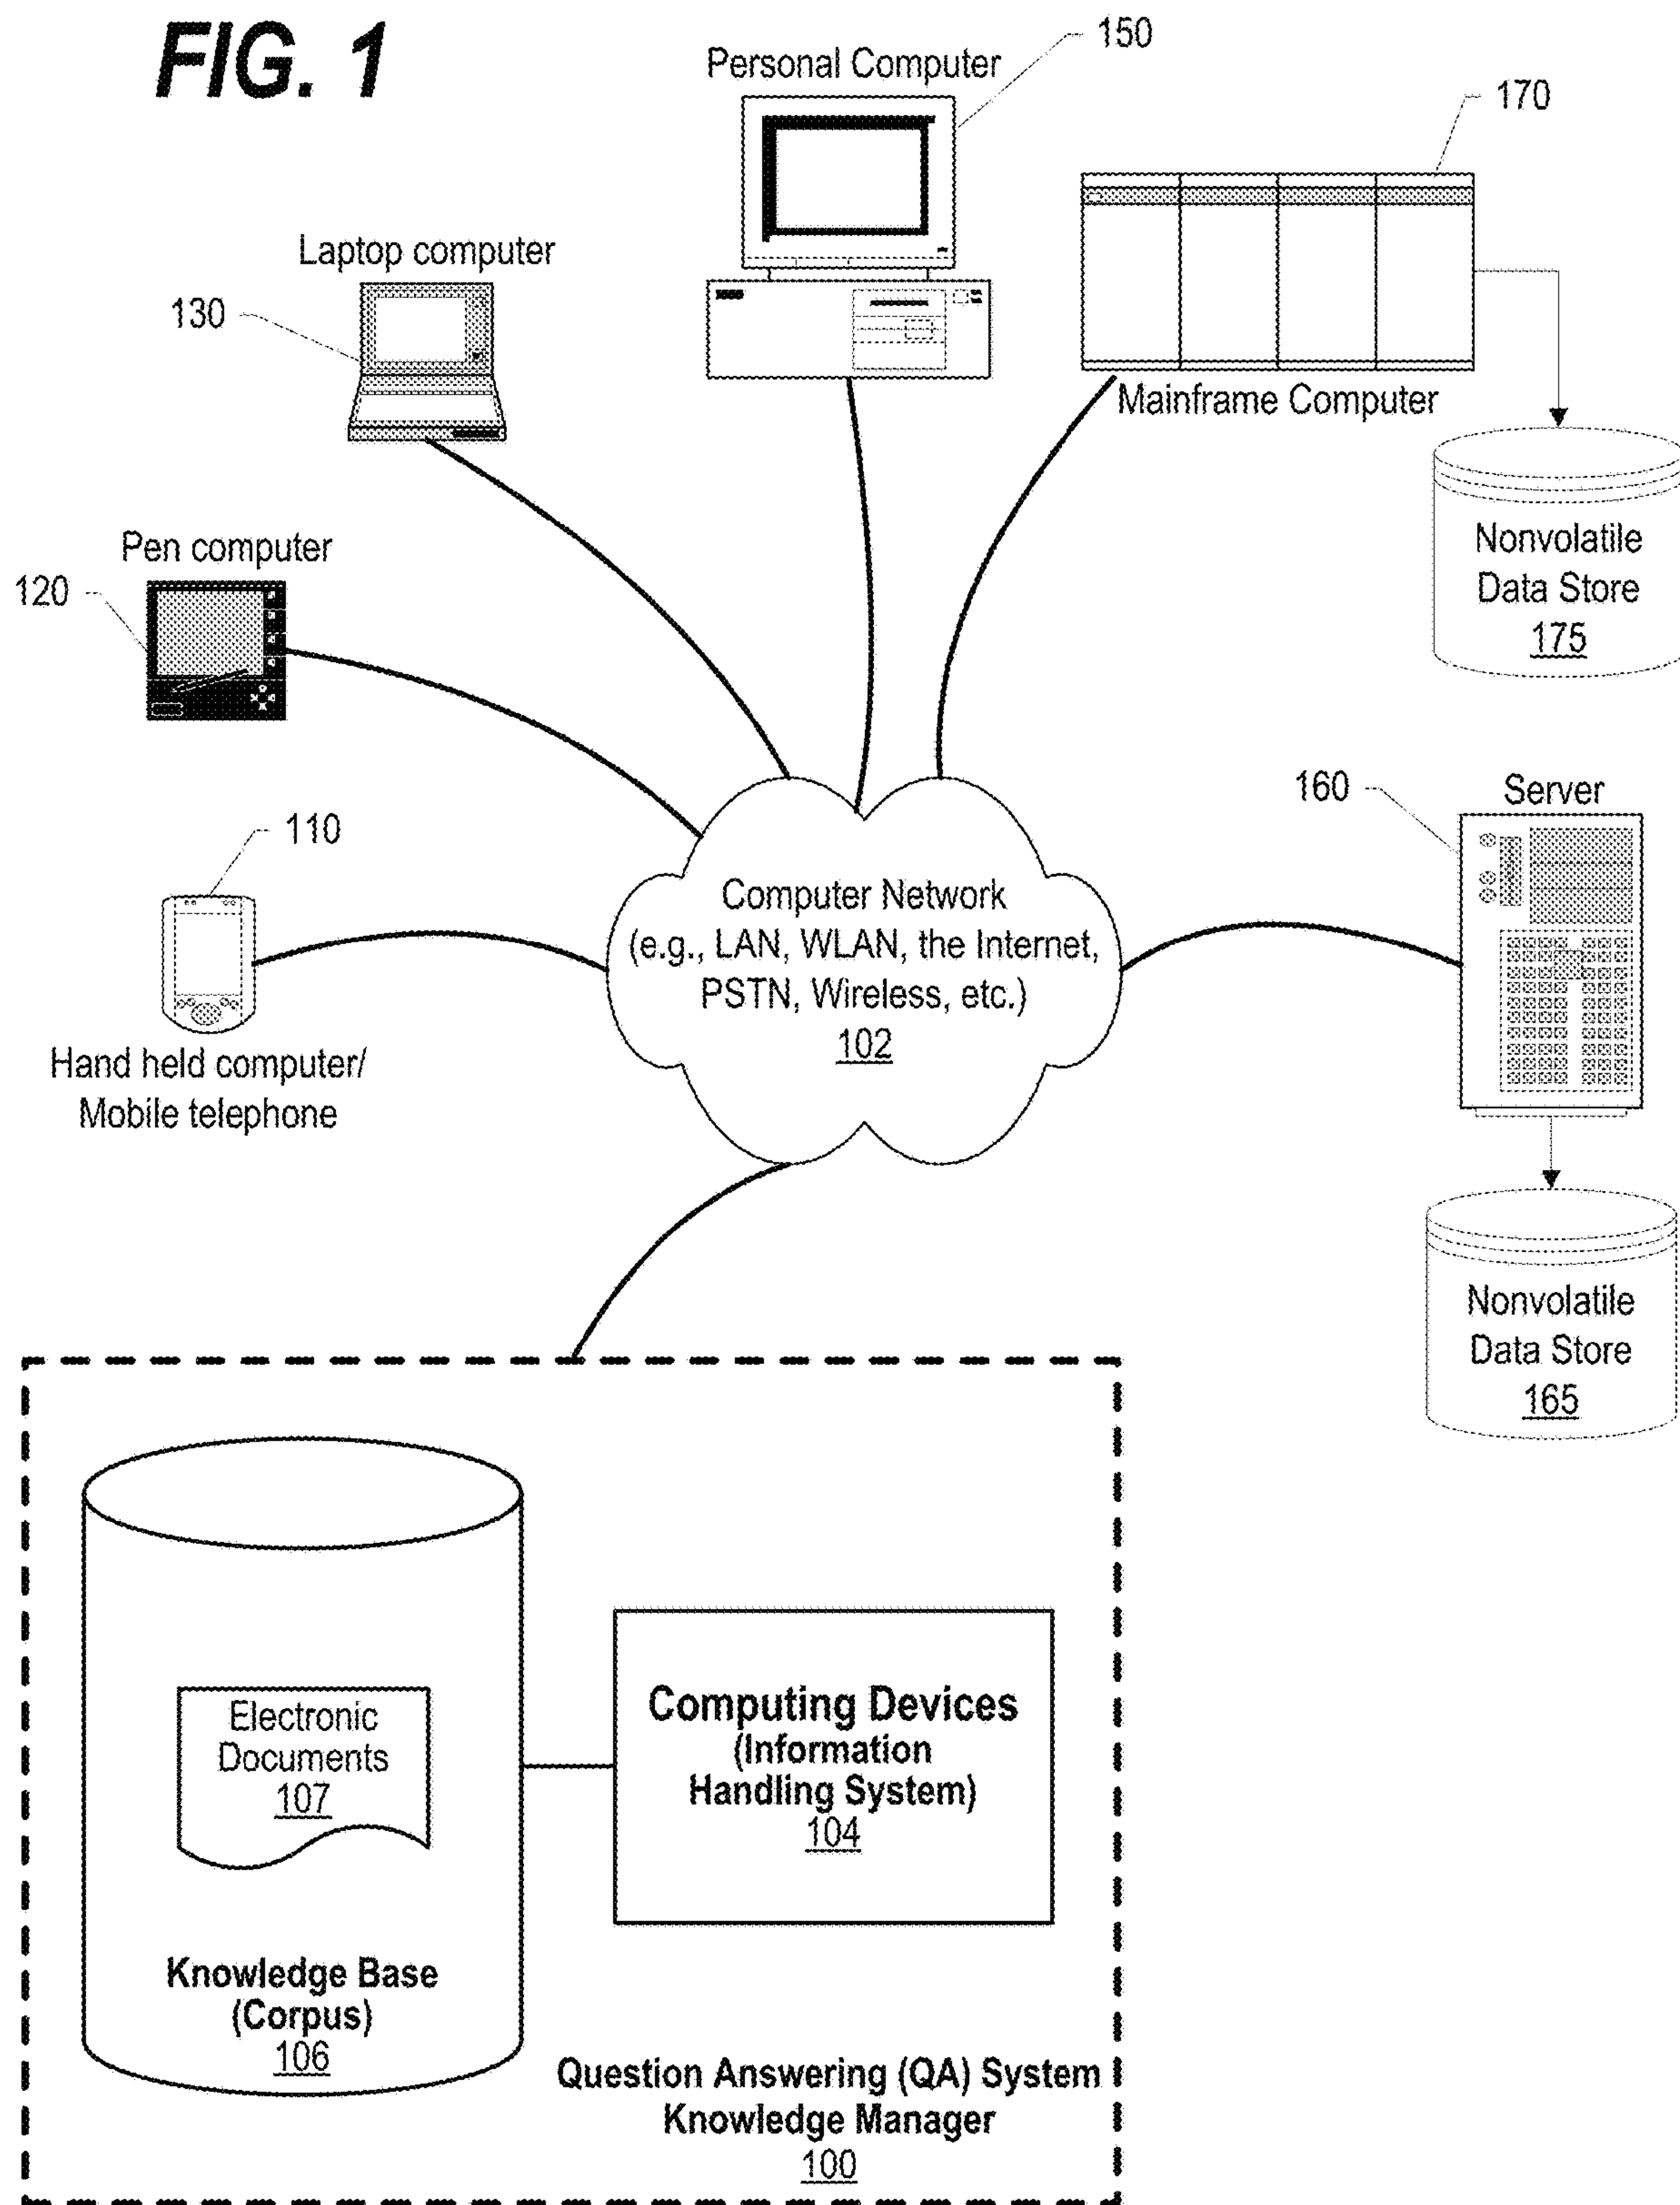 FIG. 1
Personal Computer
150
170
Laptop computer
130
Mainframe Computer
Nonvolatile
Data Store
175
Pen computer
120
160
Server
110
Computer Network
(e.g., LAN, WLAN, the Internet,
PSTN, Wireless, etc.)
102
Hand held computer/
Mobile telephone
Nonvolatile
Data Store
165
Electronic
Documents
107
Computing Devices
(Information
Handling System)
104
Knowledge Base
(Corpus)
106
Question Answering (QA) System
Knowledge Manager
100